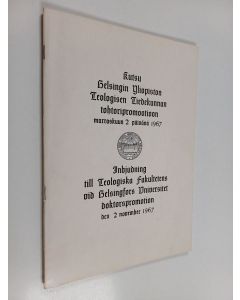 Kutsu
Helsingin Yliopiston
Teologisen Tiedekunnan
tohtoripromootioon
marraskuun 2 päivänä 1967
Inbjudning
till Teologiska Fakultetens
vid Helsingfors Universitet
doktorspromotion
den 2 november 1967